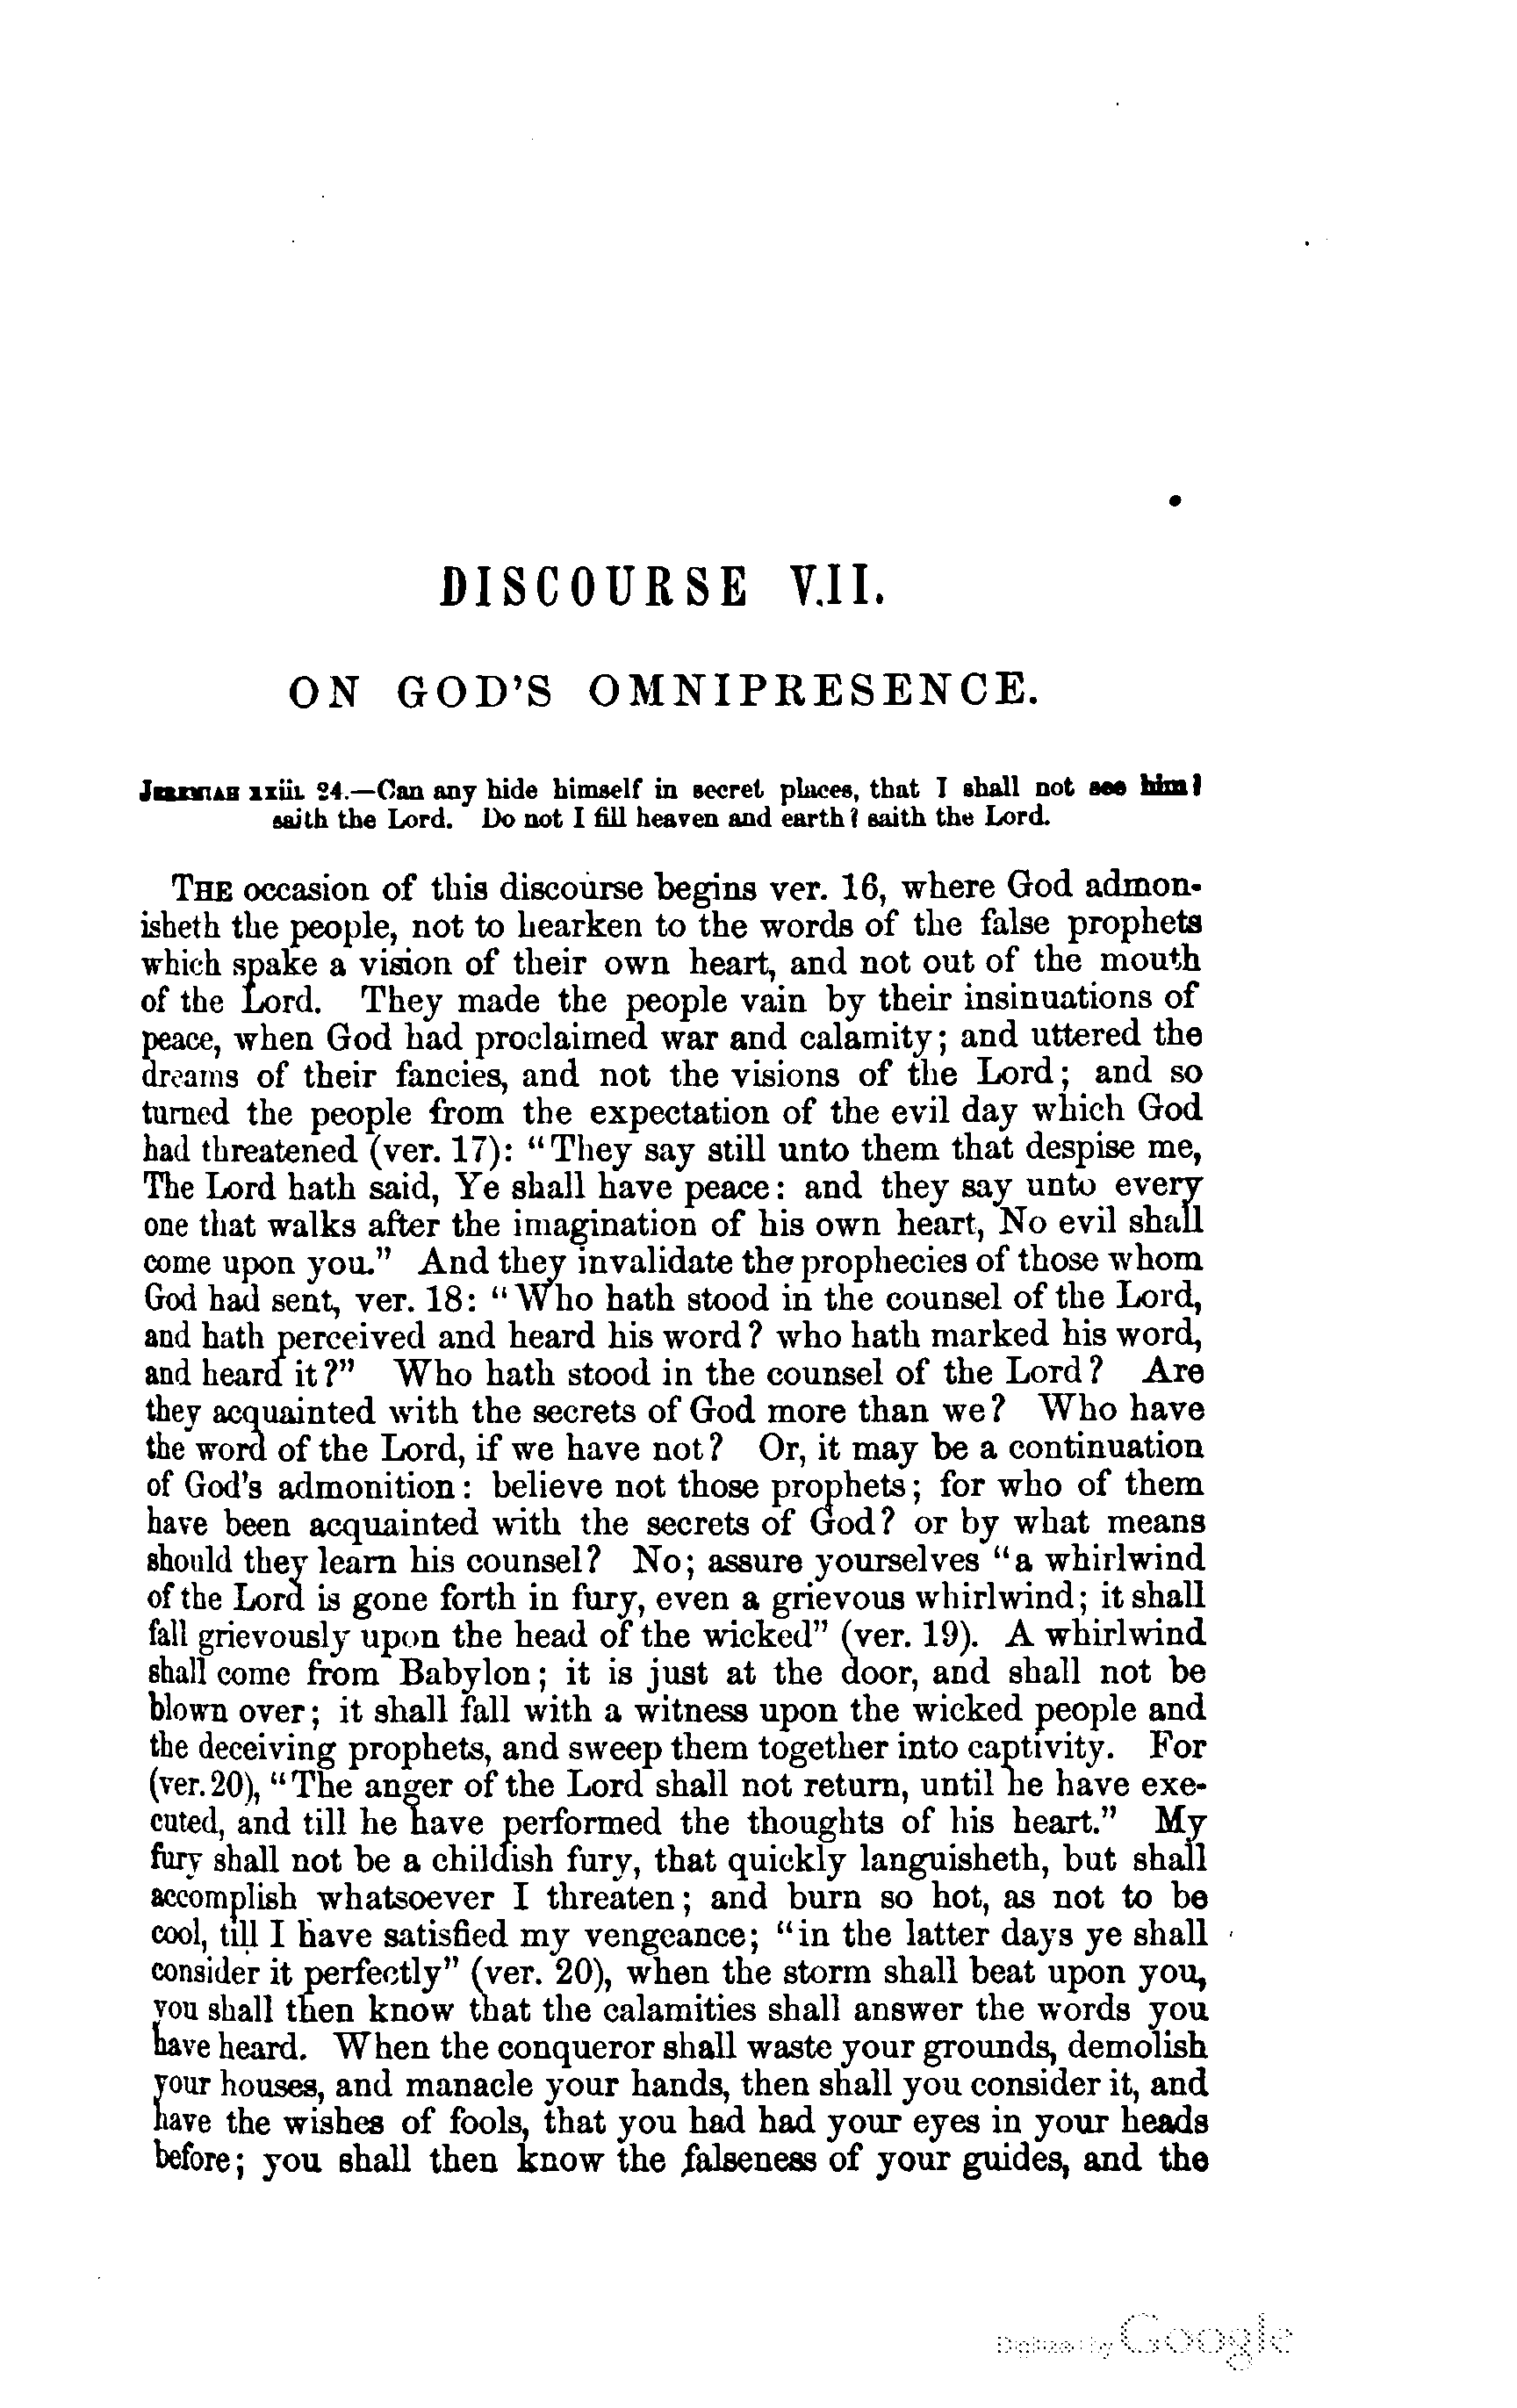 DISCOURSE VII.
ON GOD'S OMNIPRESENCE.
JEREMIAH xxiii. 24.—Can any hide himself in secret places, that I shall not see him?
saith the Lord. Do not I fill heaven and earth? saith the Lord.
THE occasion of this discourse begins ver. 16, where God admon-
isheth the people, not to hearken to the words of the false prophets
which spake a vision of their own heart, and not out of the mouth
of the Lord. They made the people vain by their insinuations of
peace, when God had proclaimed war and calamity; and uttered the
dreams of their fancies, and not the visions of the Lord; and so
turned the people from the expectation of the evil day which God
had threatened (ver. 17): "They say still unto them that despise me,
The Lord hath said, Ye shall have peace: and they say unto every
one that walks after the imagination of his own heart, No evil shall
come upon you." And they invalidate the prophecies of those whom
God had sent, ver. 18: "Who hath stood in the counsel of the Lord,
and hath perceived and heard his word? who hath marked his word,
and heard it?" Who hath stood in the counsel of the Lord? Are
they acquainted with the secrets of God more than we? Who have
the word of the Lord, if we have not? Or, it may be a continuation
of God's admonition: believe not those prophets; for who of them
have been acquainted with the secrets of God? or by what means
should they learn his counsel? No; assure yourselves "a whirlwind
of the Lord is gone forth in fury, even a grievous whirlwind; it shall
fall grievously upon the head of the wicked" (ver. 19). A whirlwind
shall come from Babylon; it is just at the door, and shall not be
blown over; it shall fall with a witness upon the wicked people and
the deceiving prophets, and sweep them together into captivity. For
(ver. 20), "The anger of the Lord shall not return, until he have exe-
cuted, and till he have performed the thoughts of his heart." My
fury shall not be a childish fury, that quickly languisheth, but shall
accomplish whatsoever I threaten; and burn so hot, as not to be
cool, till I have satisfied my vengeance; "in the latter days ye shall
consider it perfectly" (ver. 20), when the storm shall beat upon you,
you shall then know that the calamities shall answer the words you
have heard. When the conqueror shall waste your grounds, demolish
your houses, and manacle your hands, then shall you consider it, and
have the wishes of fools, that you had had your eyes in your heads
before; you shall then know the falseness of your guides, and the
Digitized by Google